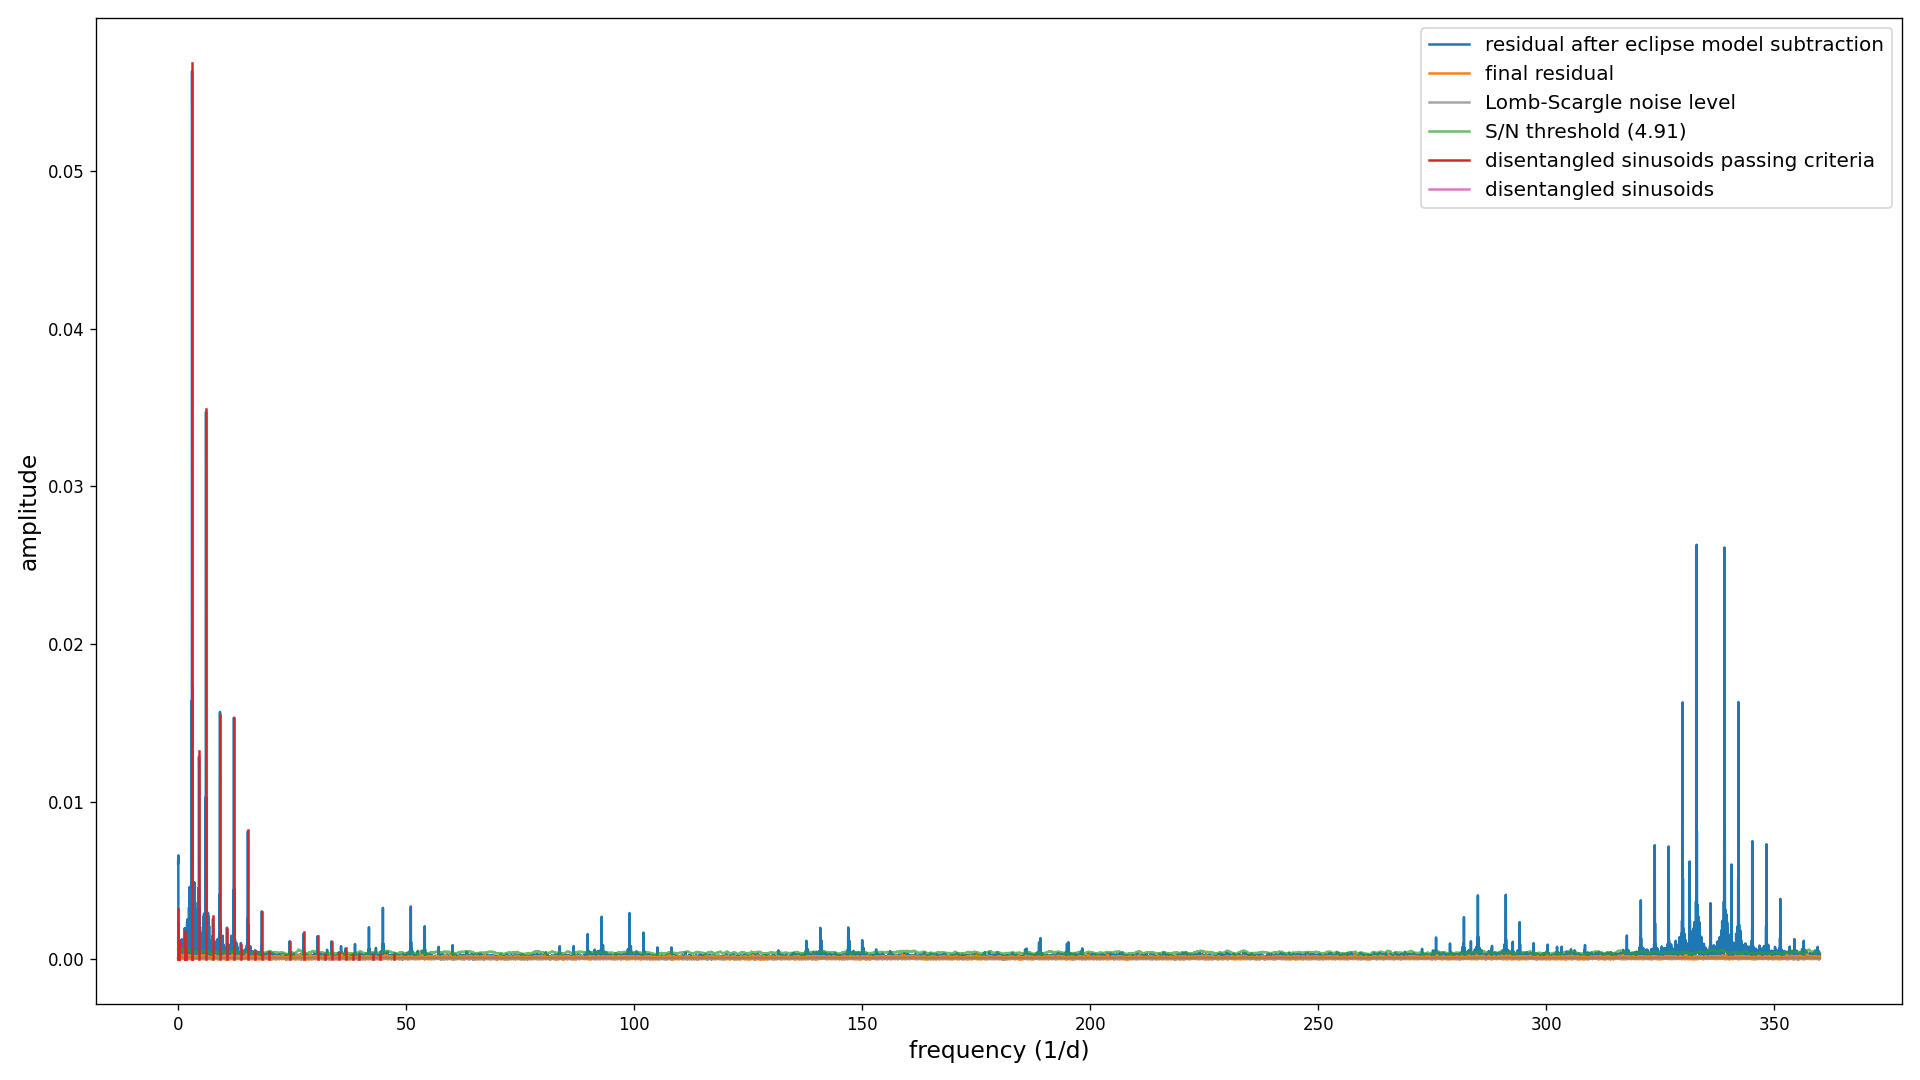 residual after eclipse model subtraction
final residual
Lomb-Scargle noise level
S/N threshold (4.91)
disentangled sinusoids passing criteria
disentangled sinusoids
amplitude
0.05
0.04
0.03
0.02
0.01
0.00
0 50 100 150 200 250 300 350
frequency (1/d)